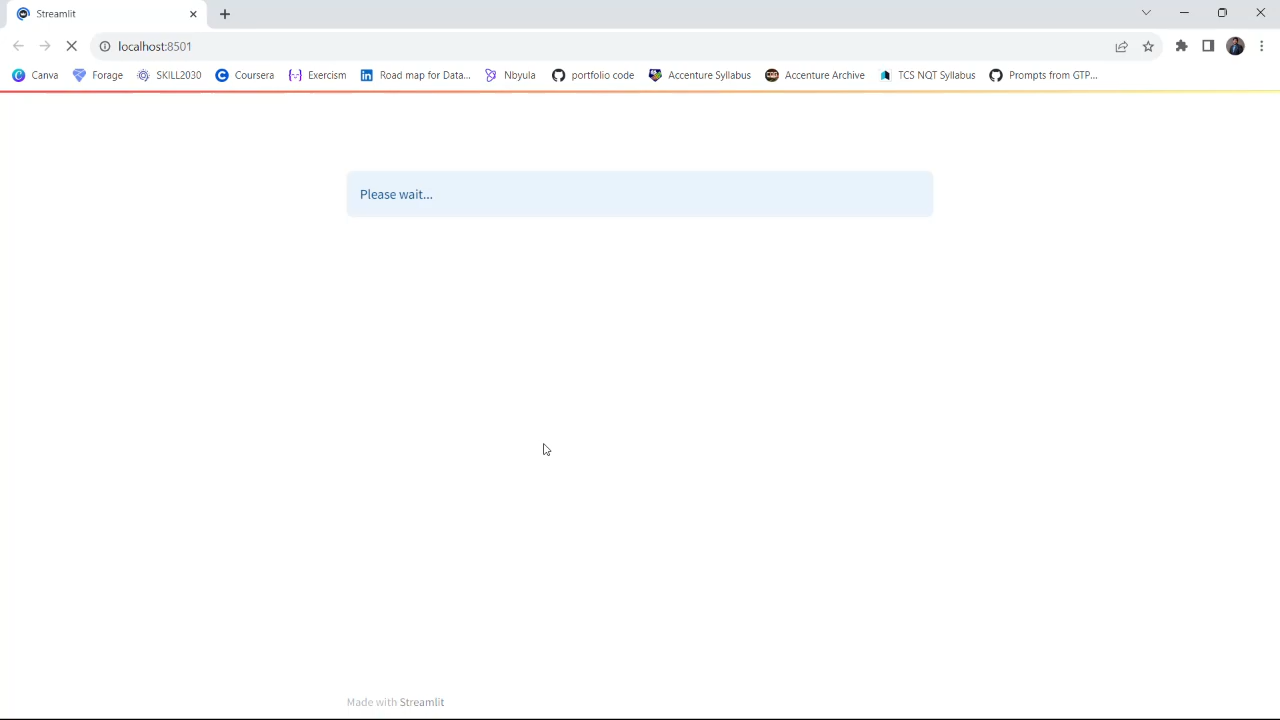 Streamlit
localhost:8501
Canva Forage SKILL2030 Coursera Exercism Road map for Data... Nbyula portfolio code Accenture Syllabus Accenture Archive TCS NQT Syllabus Prompts from GTP...
Please wait...
Made with Streamlit